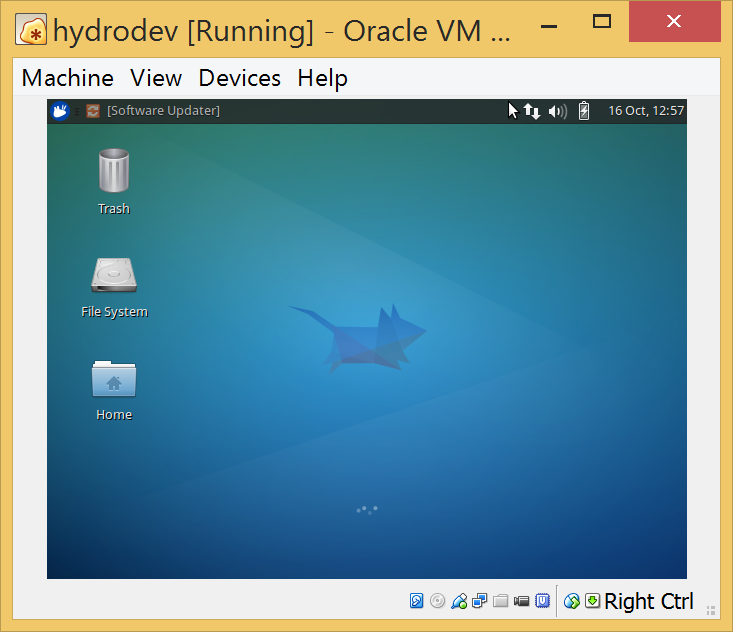 hydrodev [Running] - Oracle VM ...
Machine View Devices Help
[Software Updater] 16 Oct, 12:57
Trash
File System
Home
Right Ctrl